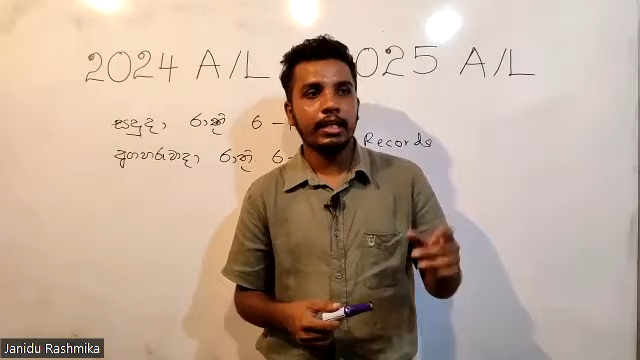 2024 A/L 2025 A/L
සඳුදා රාත්‍රි 6 -
Records
අඟහරුවාදා රාත්‍රි 6 -
Janidu Rashmika